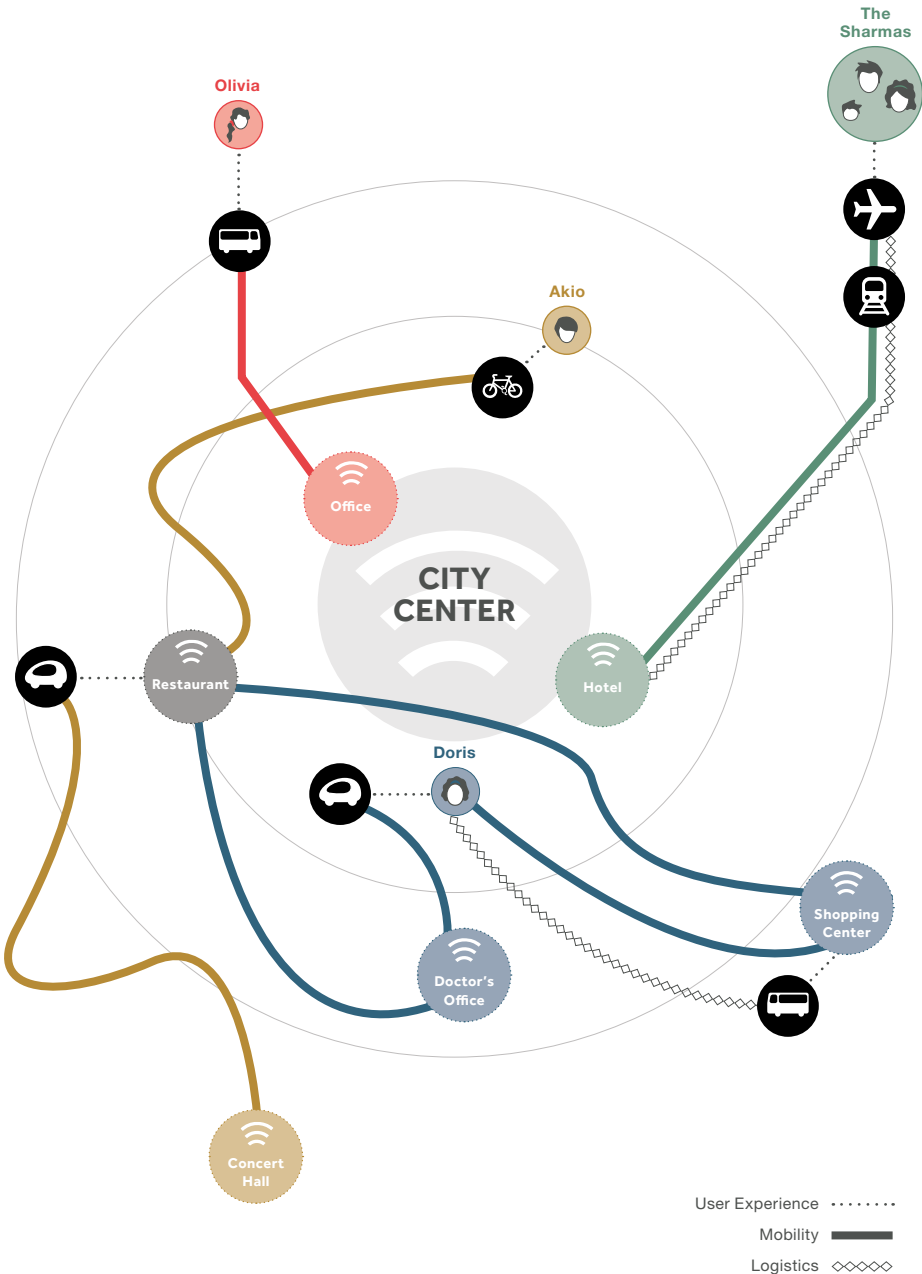 The
Sharmas
Olivia
Akio
Office
CITY
CENTER
Restaurant
Hotel
Doris
Shopping
Center
Doctor's
Office
Concert
Hall
User Experience
Mobility
Logistics